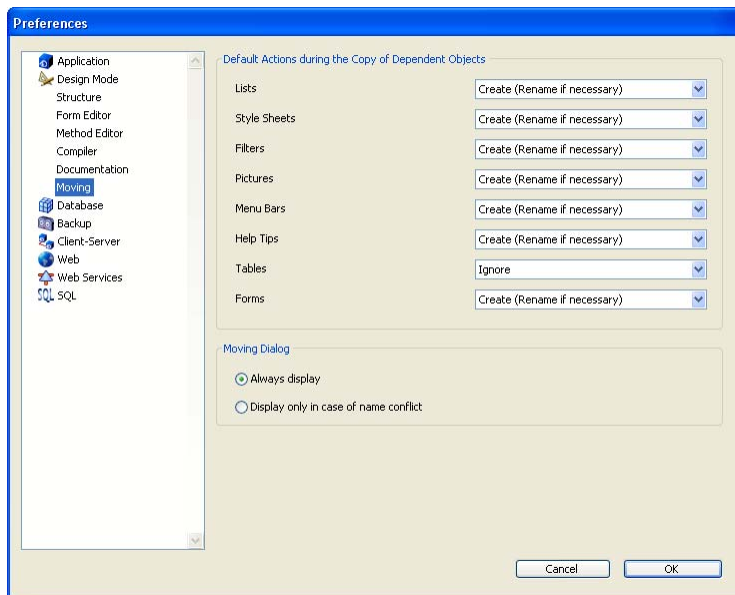 Preferences
Application
Design Mode
Structure
Form Editor
Method Editor
Compiler
Documentation
Moving
Database
Backup
Client-Server
Web
Web Services
SQL SQL
Default Actions during the Copy of Dependent Objects
Lists Create (Rename if necessary)
Style Sheets Create (Rename if necessary)
Filters Create (Rename if necessary)
Pictures Create (Rename if necessary)
Menu Bars Create (Rename if necessary)
Help Tips Create (Rename if necessary)
Tables Ignore
Forms Create (Rename if necessary)
Moving Dialog
Always display
Display only in case of name conflict
Cancel OK